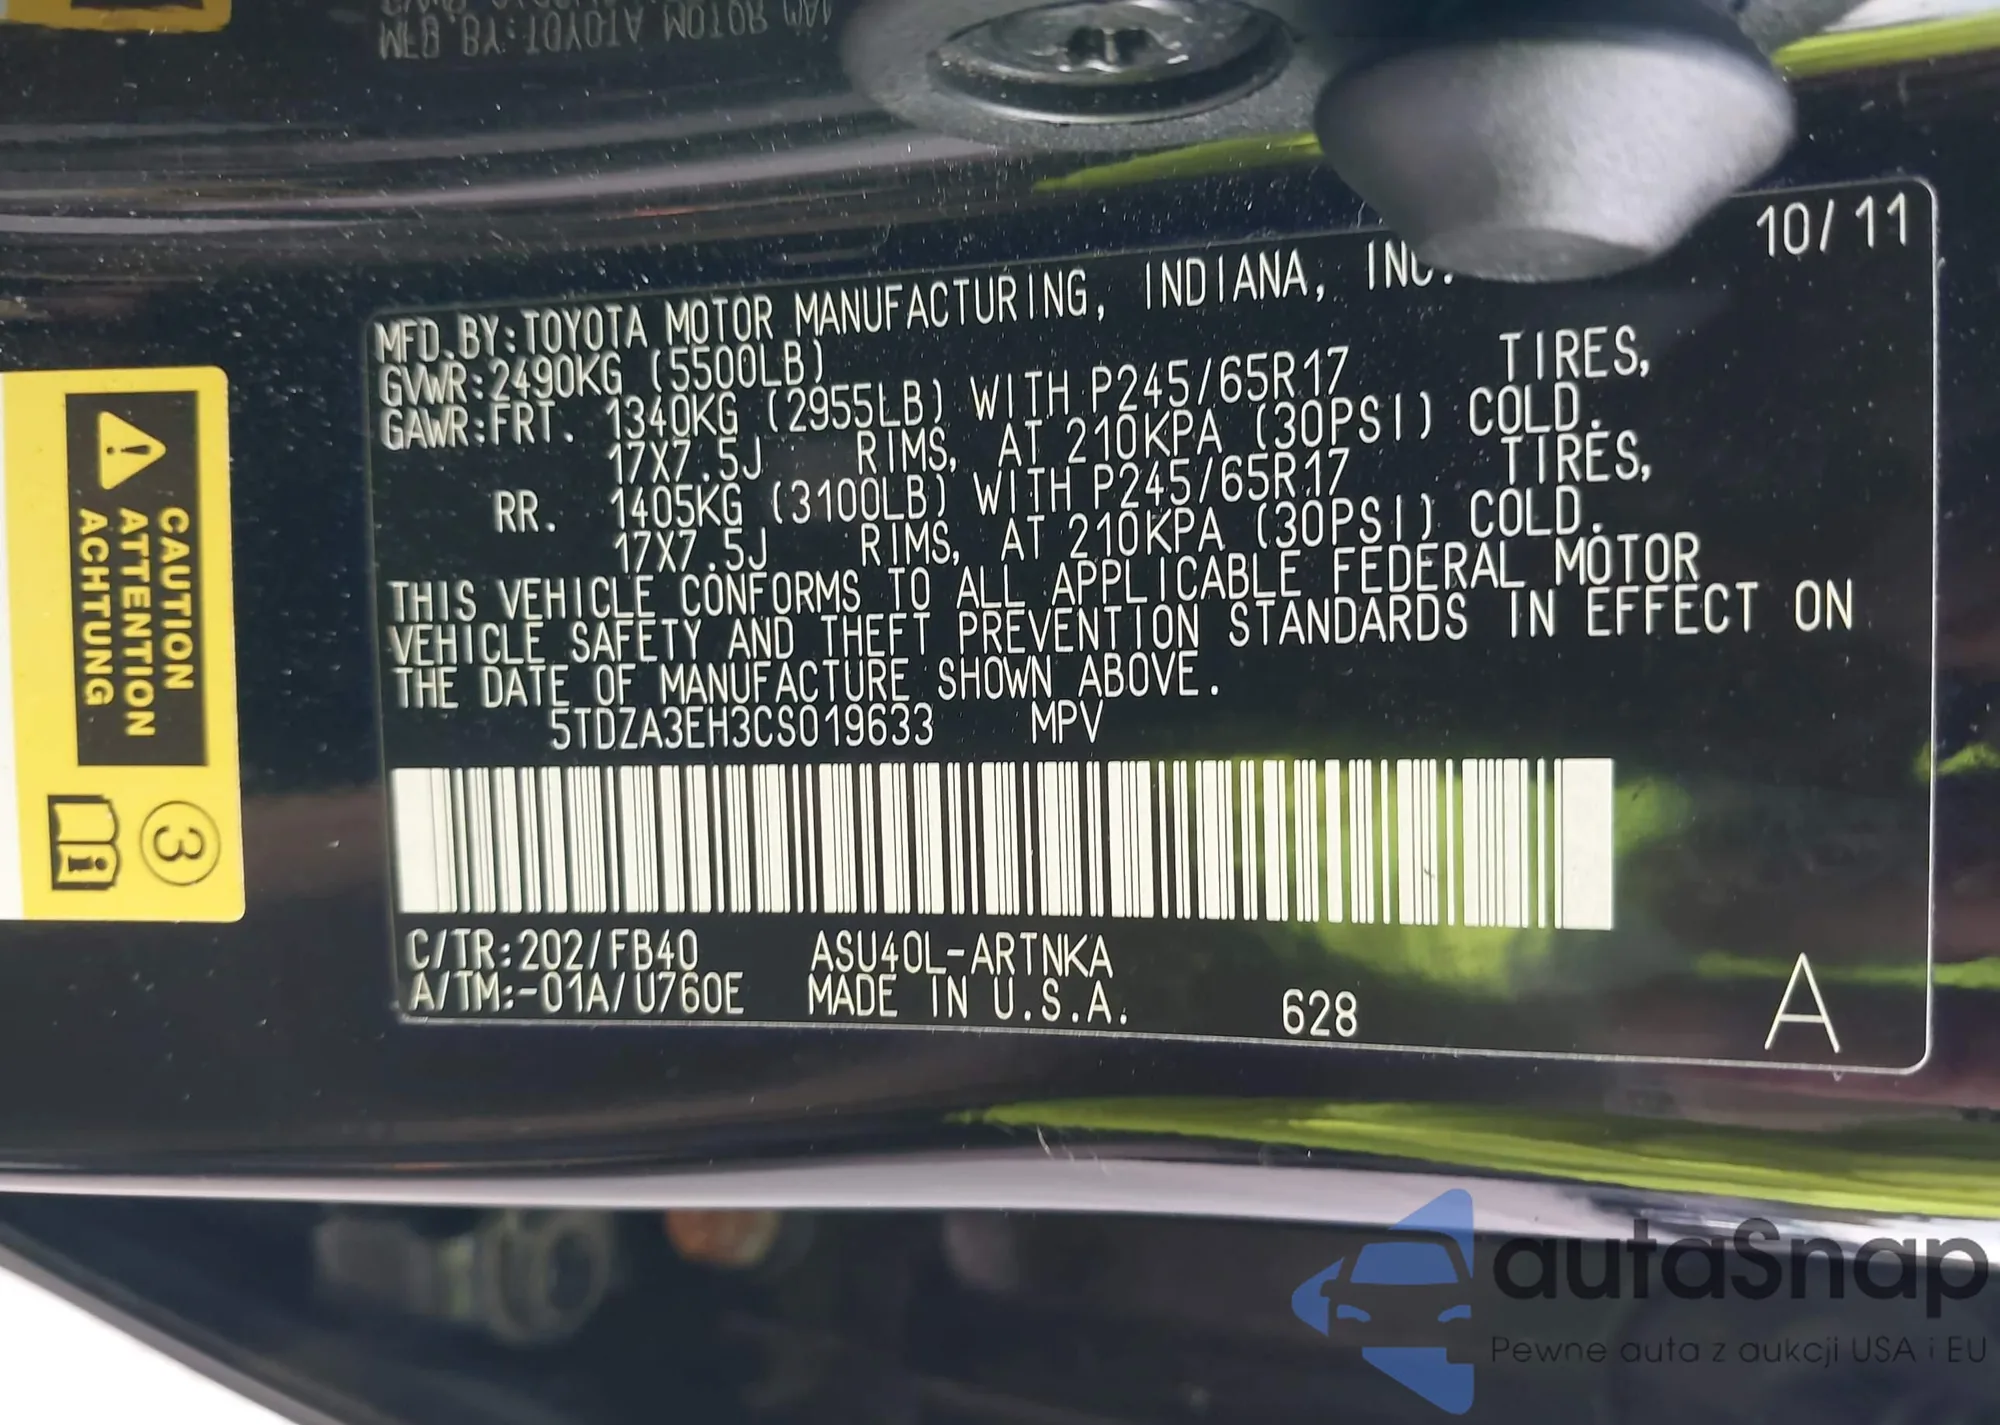 MFD BY:TOYOTA MOTOR MAN
10/11
MFD.BY:TOYOTA MOTOR MANUFACTURING, INDIANA, INC.
GVWR:2490KG (5500LB)
GAWR:FRT. 1340KG (2955LB) WITH P245/65R17 TIRES,
17X7.5J RIMS, AT 210KPA (30PSI) COLD.
RR. 1405KG (3100LB) WITH P245/65R17 TIRES,
17X7.5J RIMS, AT 210KPA (30PSI) COLD.
THIS VEHICLE CONFORMS TO ALL APPLICABLE FEDERAL MOTOR
VEHICLE SAFETY AND THEFT PREVENTION STANDARDS IN EFFECT ON
THE DATE OF MANUFACTURE SHOWN ABOVE.
5TDZA3EH3CS019633 MPV
C/TR:202/FB40 ASU40L-ARTNKA
A/TM:-01A/U760E MADE IN U.S.A. 628 A
CAUTION
ATTENTION
ACHTUNG
3
autaSnap
Pewne auta z aukcji USA i EU